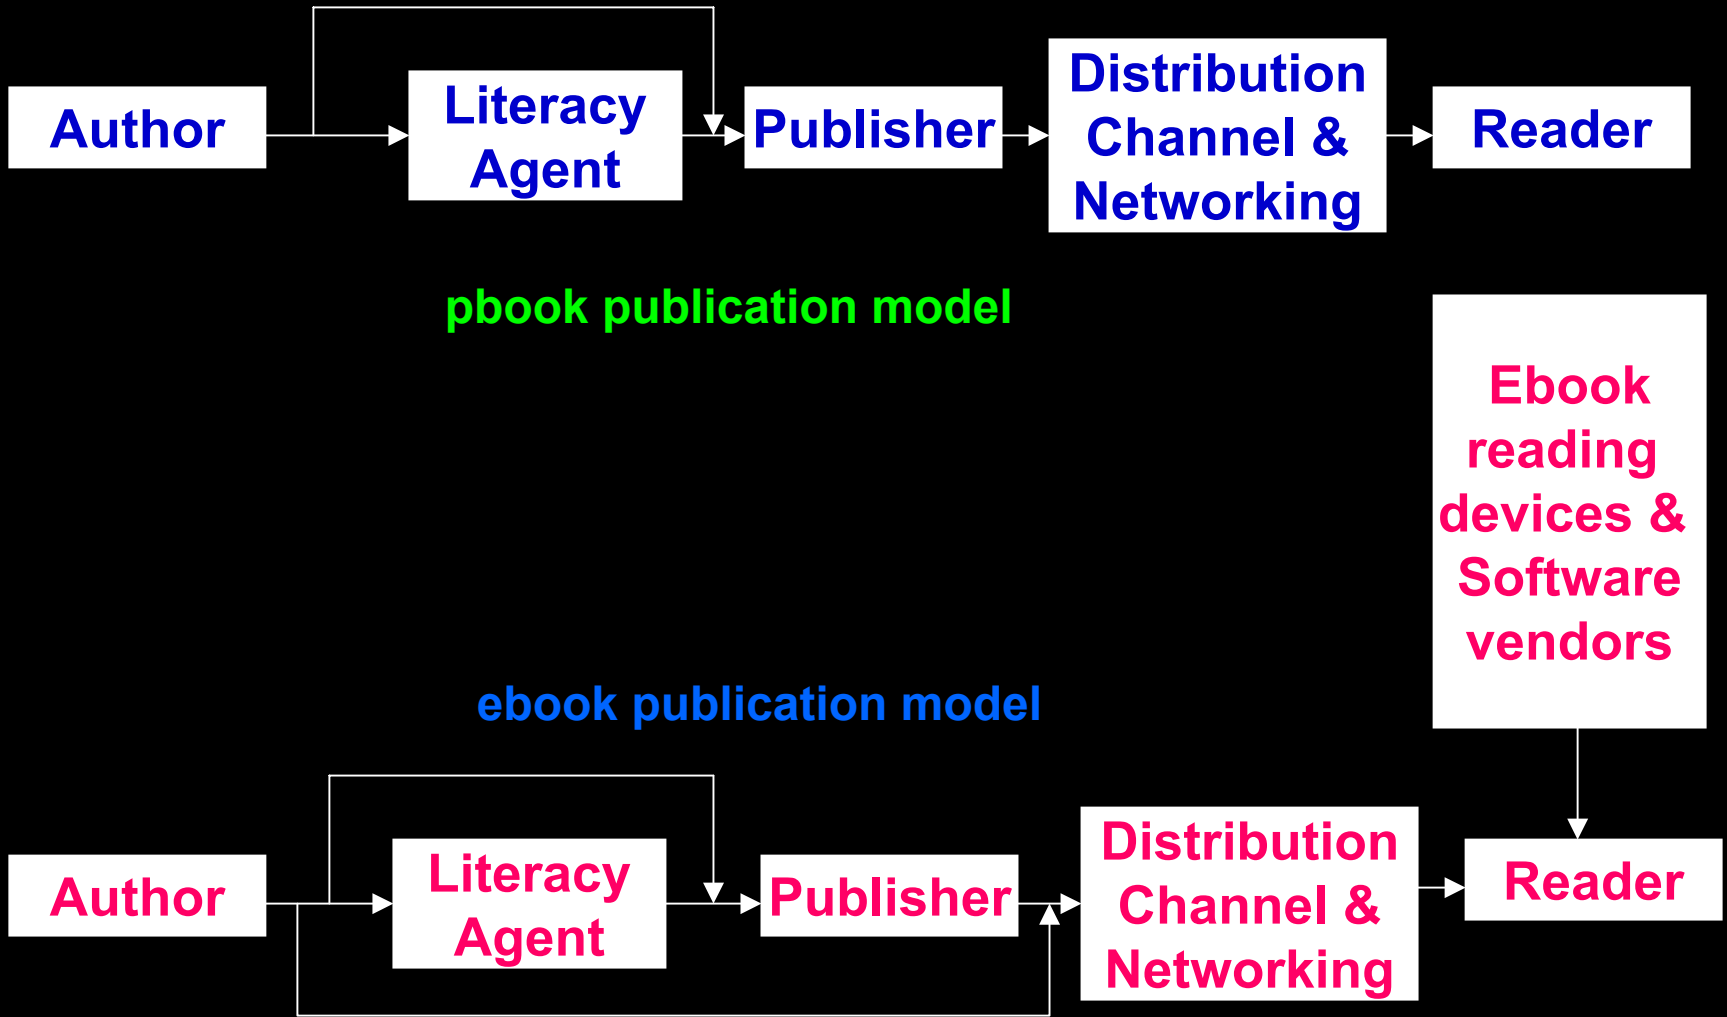 Author
Literacy
Agent
Publisher
Distribution
Channel &
Networking
Reader
pbook publication model
Ebook
reading
devices &
Software
vendors
ebook publication model
Author
Literacy
Agent
Publisher
Distribution
Channel &
Networking
Reader